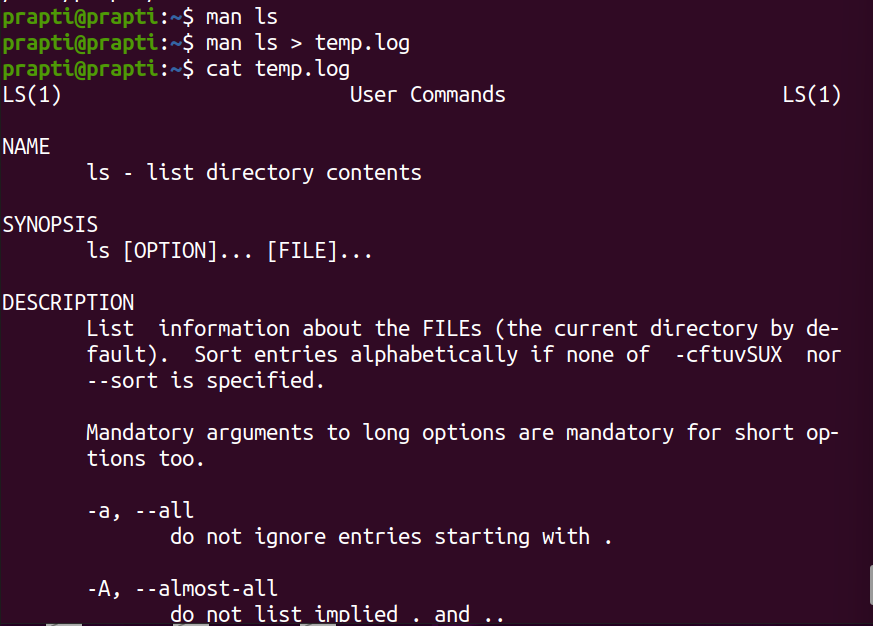 prapti@prapti:~$ man ls
prapti@prapti:~$ man ls > temp.log
prapti@prapti:~$ cat temp.log
LS(1) User Commands LS(1)
NAME
ls - list directory contents
SYNOPSIS
ls [OPTION]... [FILE]...
DESCRIPTION
List  information about the FILEs (the current directory by de-
fault).  Sort entries alphabetically if none of  -cftuvSUX  nor
--sort is specified.
Mandatory arguments to long options are mandatory for short op-
tions too.
-a, --all
do not ignore entries starting with .
-A, --almost-all
do not list implied . and ..